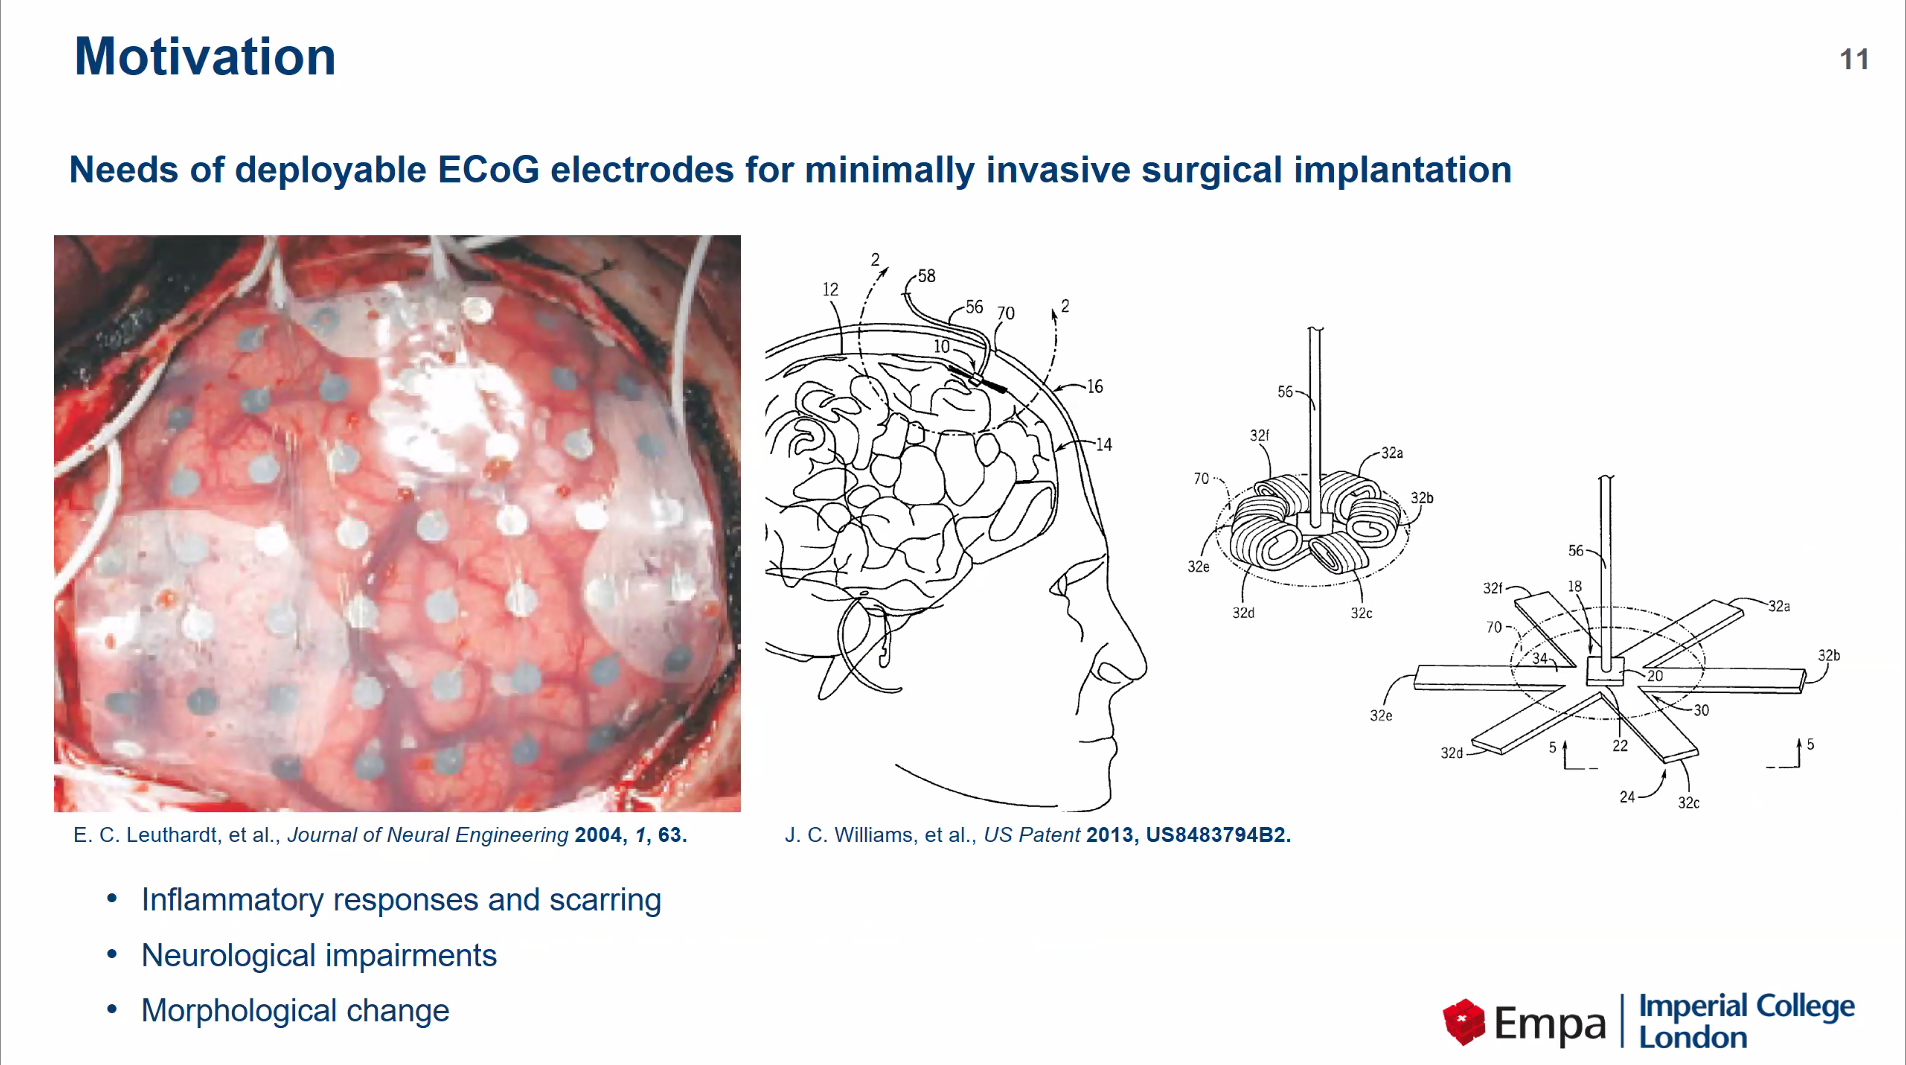 Motivation
11
Needs of deployable ECoG electrodes for minimally invasive surgical implantation
2
58
12
56
70
2
10
16
14
56
32f
32a
70
32b
32e
32d
32c
56
32f
18
32a
70
34
20
32b
32e
30
32d
5
22
5
24
32c
E. C. Leuthardt, et al., Journal of Neural Engineering 2004, 1, 63.
J. C. Williams, et al., US Patent 2013, US8483794B2.
• Inflammatory responses and scarring
• Neurological impairments
• Morphological change
Empa
Imperial College
London